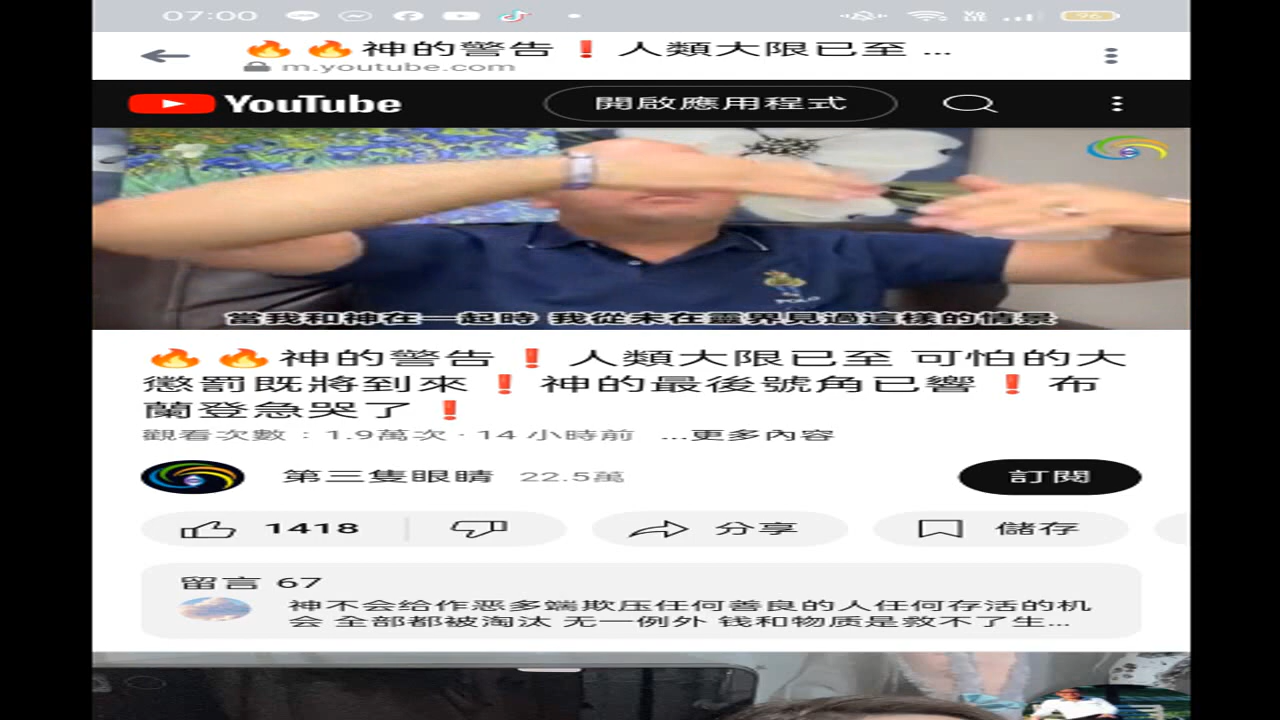 07:00
VO LTE 96
🔥🔥神的警告❗人類大限已至 ...
m.youtube.com
YouTube 開啟應用程式
POLO
當我和神在一起時 我從未在靈界見過這樣的情景
🔥🔥神的警告❗人類大限已至 可怕的大
懲罰既將到來❗神的最後號角已響❗布
蘭登急哭了❗
觀看次數：1.9萬次 · 14 小時前 ...更多內容
第三隻眼睛 22.5萬 訂閱
1418 分享 儲存
留言 67
神不会给作恶多端欺压任何善良的人任何存活的机
会 全部都被淘汰 无一例外 钱和物质是救不了生...